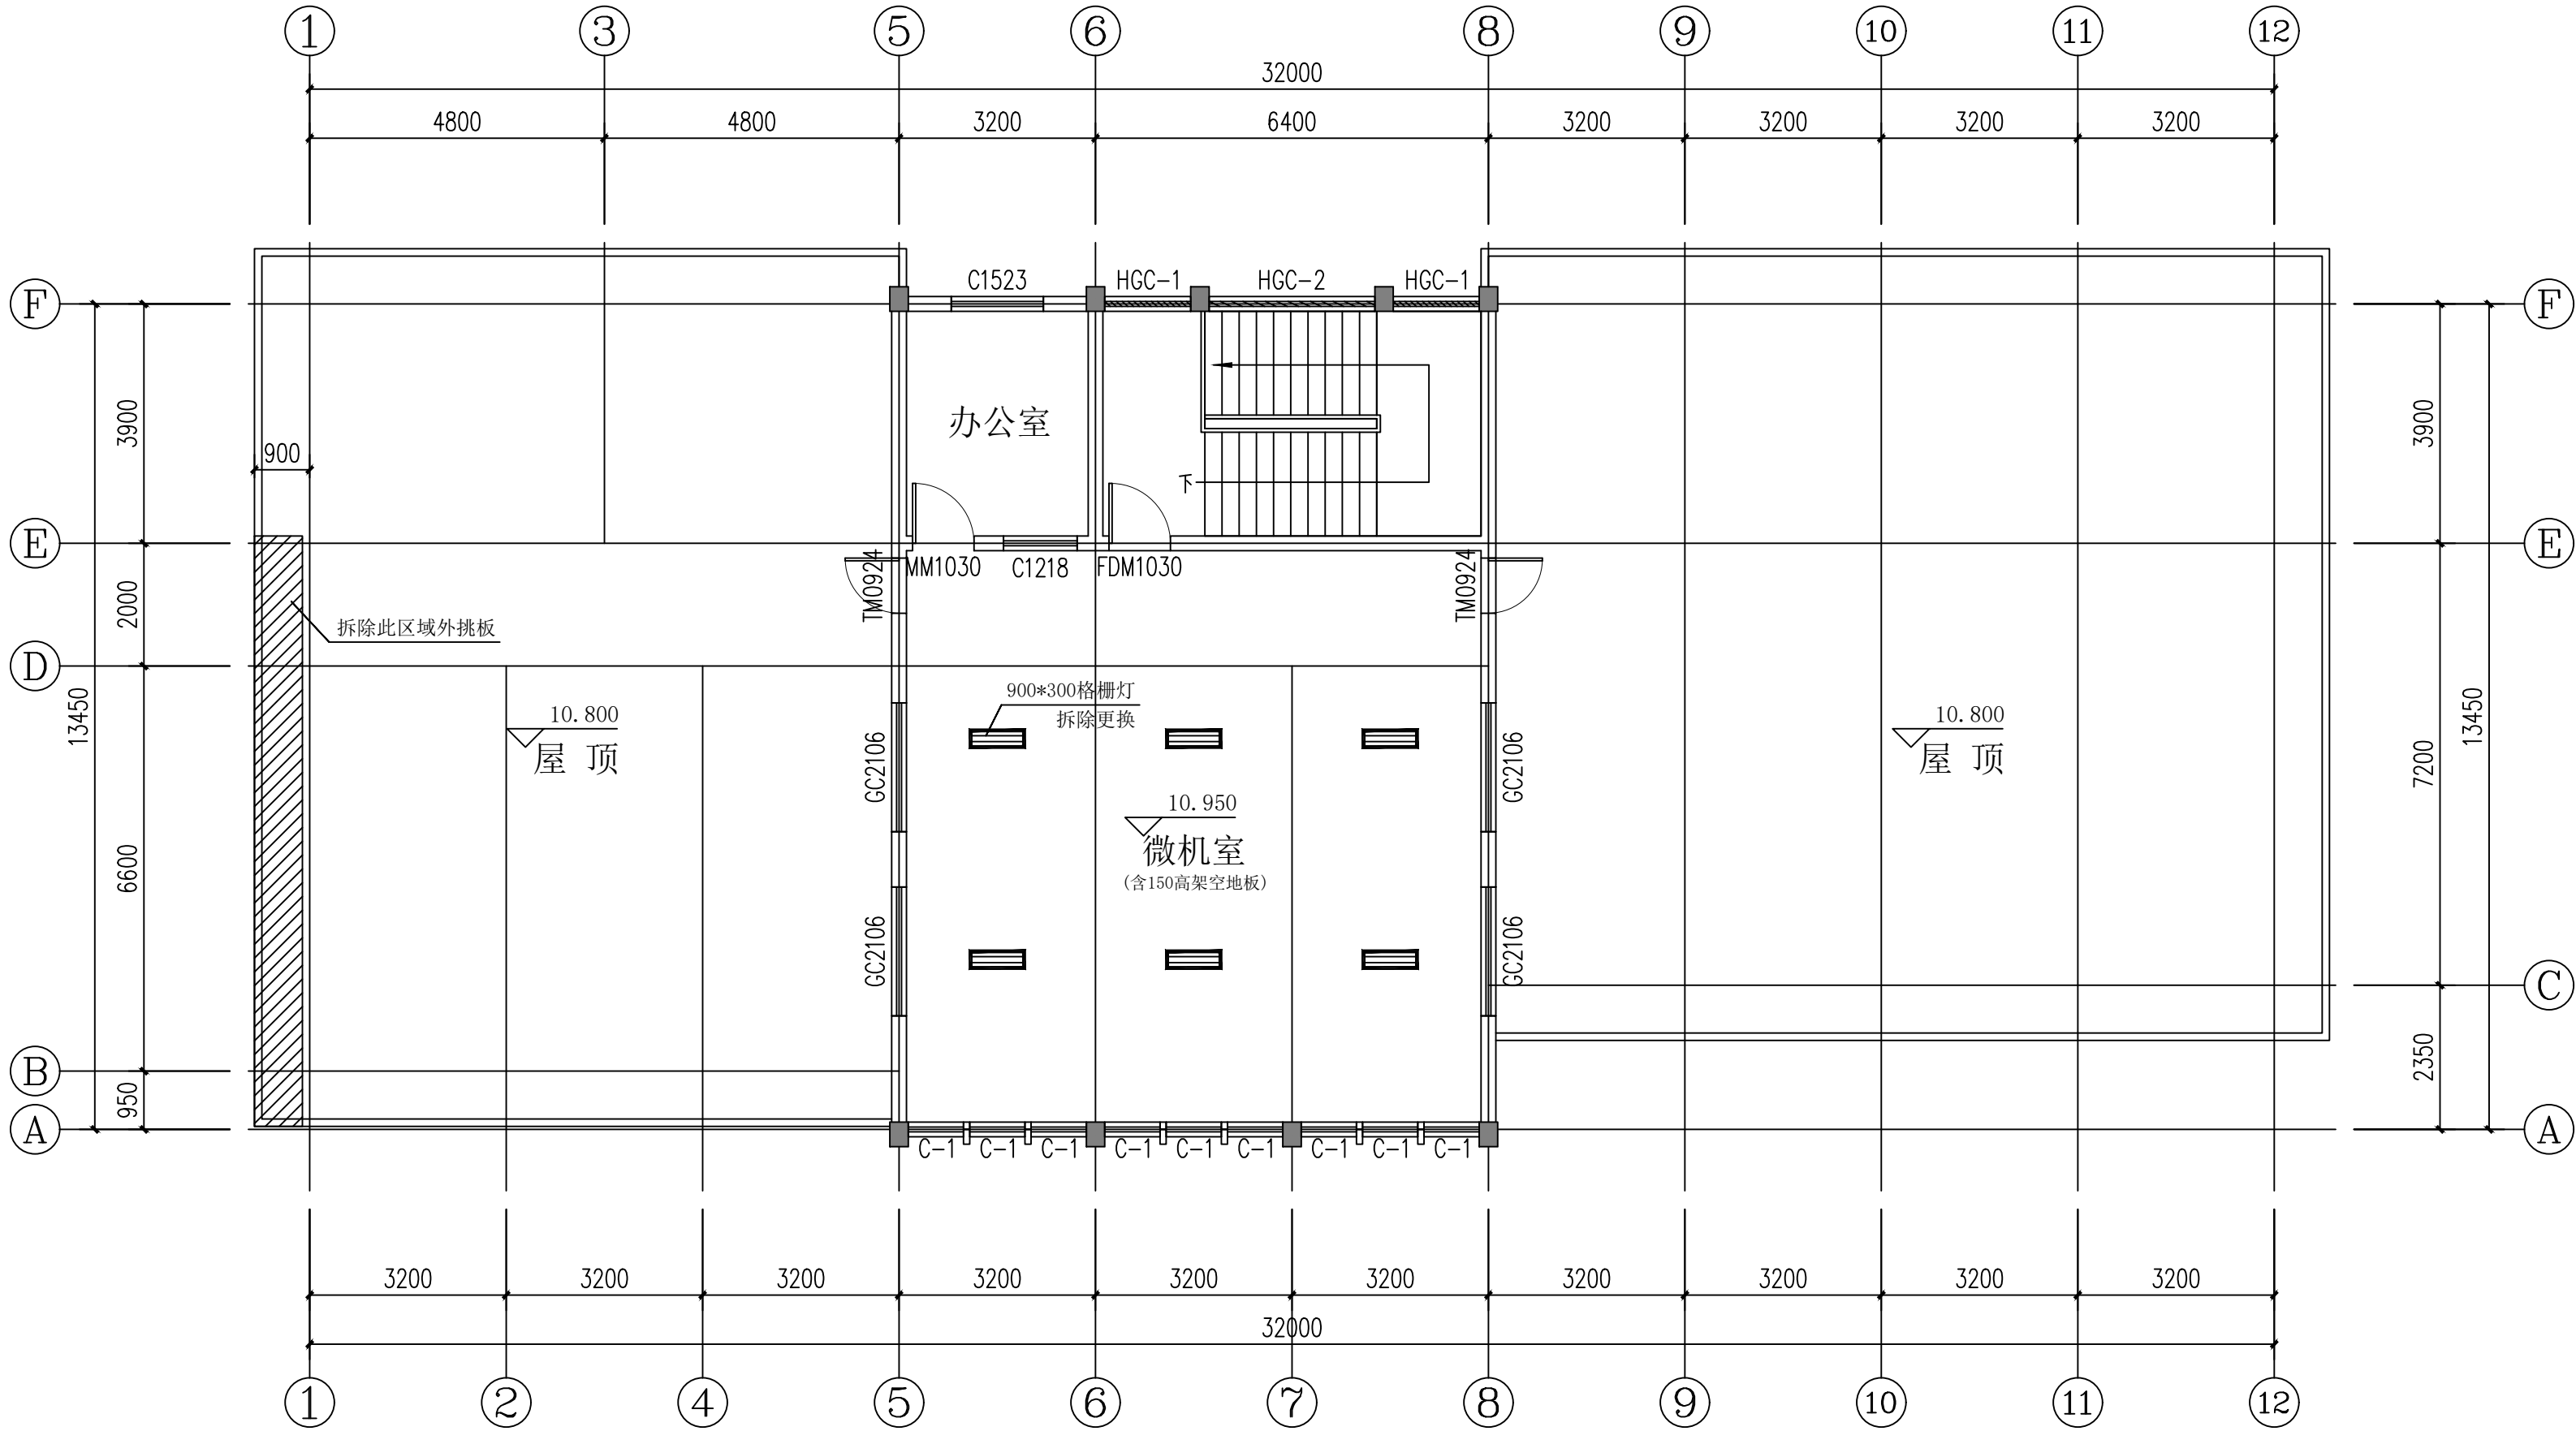 1 3 5 6 8 9 10 11 12
32000
4800 4800 3200 6400 3200 3200 3200 3200
C1523 HGC-1 HGC-2 HGC-1
F F
3900 办公室 3900
900
下
E E
MM1030 C1218 FDM1030
TM0924 TM0924
2000
拆除此区域外挑板
D
900*300格栅灯
拆除更换
13450 13450
10.800 10.800
屋 顶 屋 顶
GC2106 GC2106
7200
10.950
微机室
(含150高架空地板)
6600
GC2106 GC2106
C
B
950 2350
A A
C-1 C-1 C-1 C-1 C-1 C-1 C-1 C-1 C-1
3200 3200 3200 3200 3200 3200 3200 3200 3200 3200
32000
1 2 4 5 6 7 8 9 10 11 12